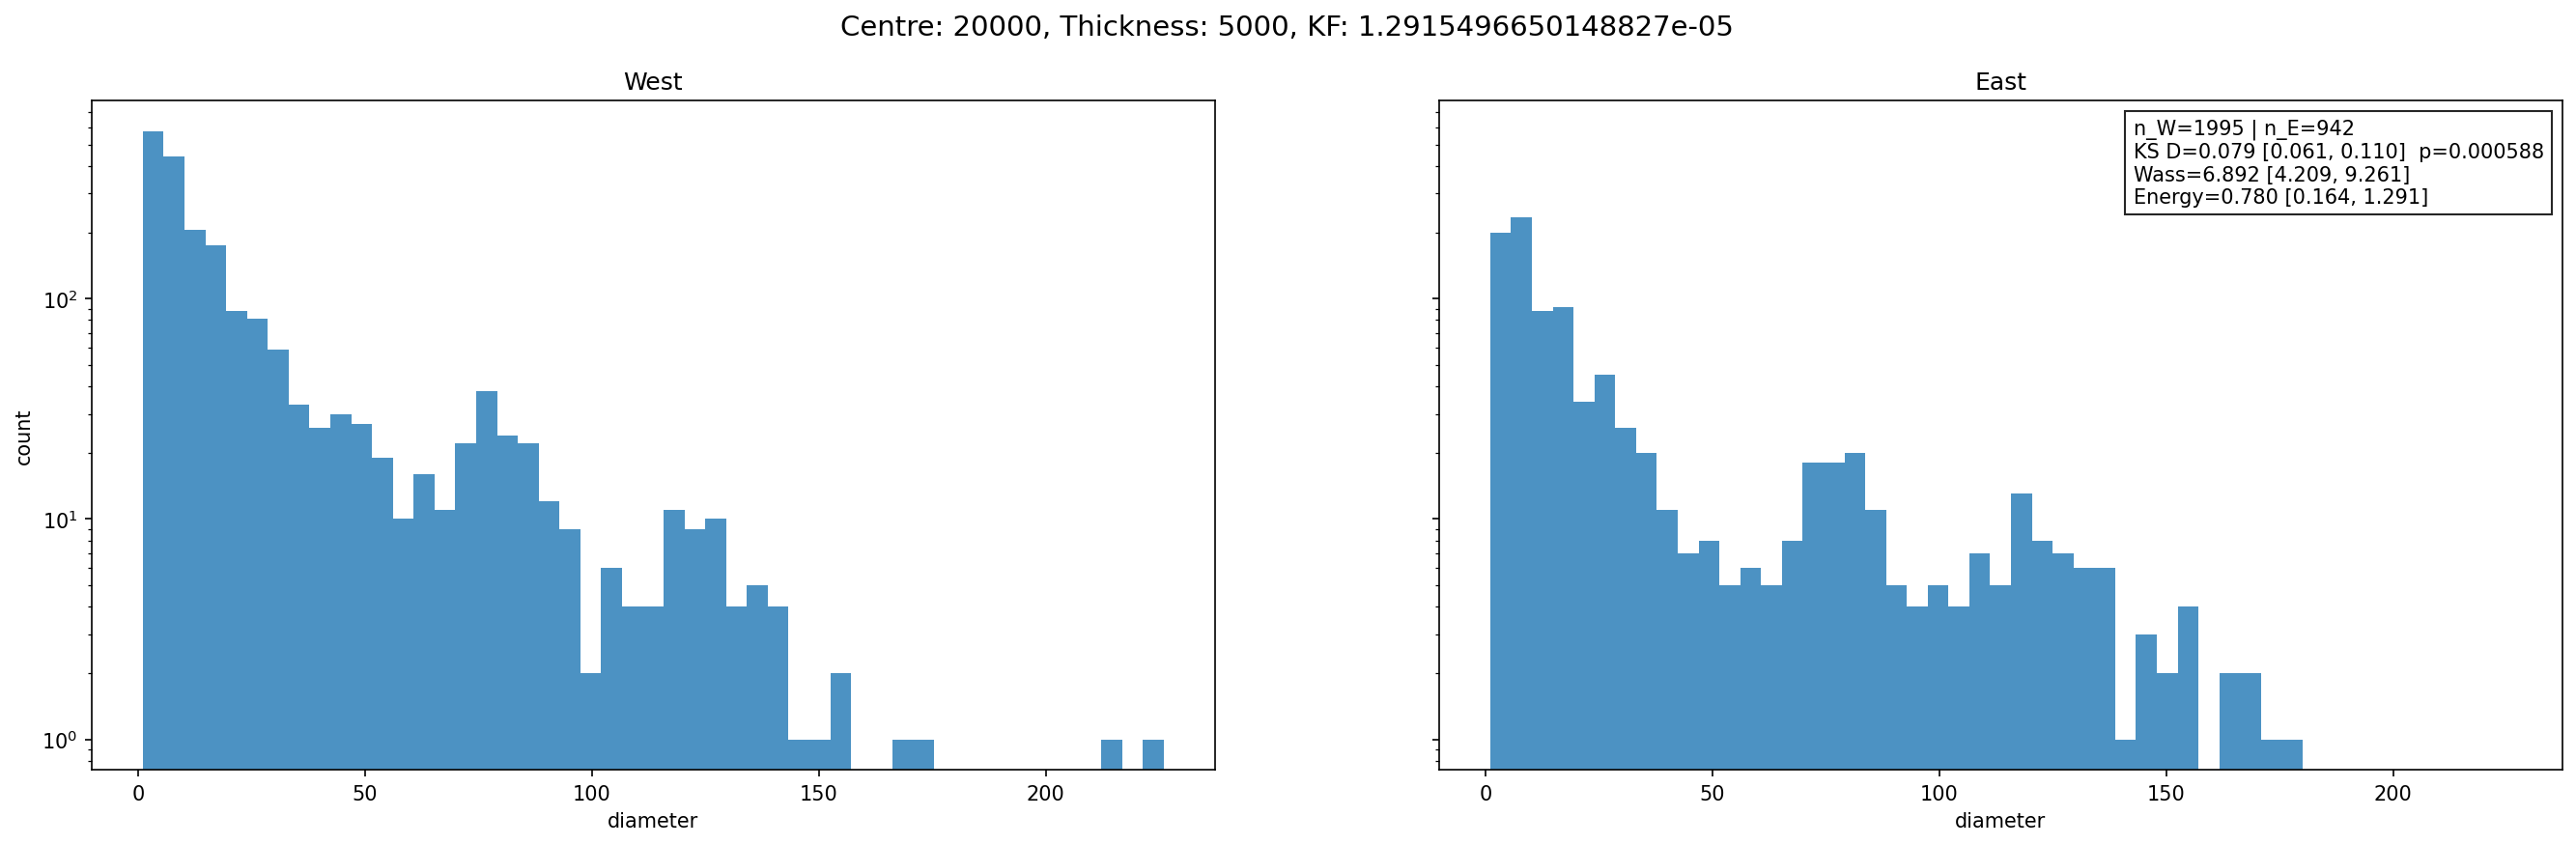 Centre: 20000, Thickness: 5000, KF: 1.2915496650148827e-05
West
East
n_W=1995 | n_E=942
KS D=0.079 [0.061, 0.110]  p=0.000588
Wass=6.892 [4.209, 9.261]
Energy=0.780 [0.164, 1.291]
10²
10¹
10⁰
count
0 50 100 150 200
0 50 100 150 200
diameter
diameter